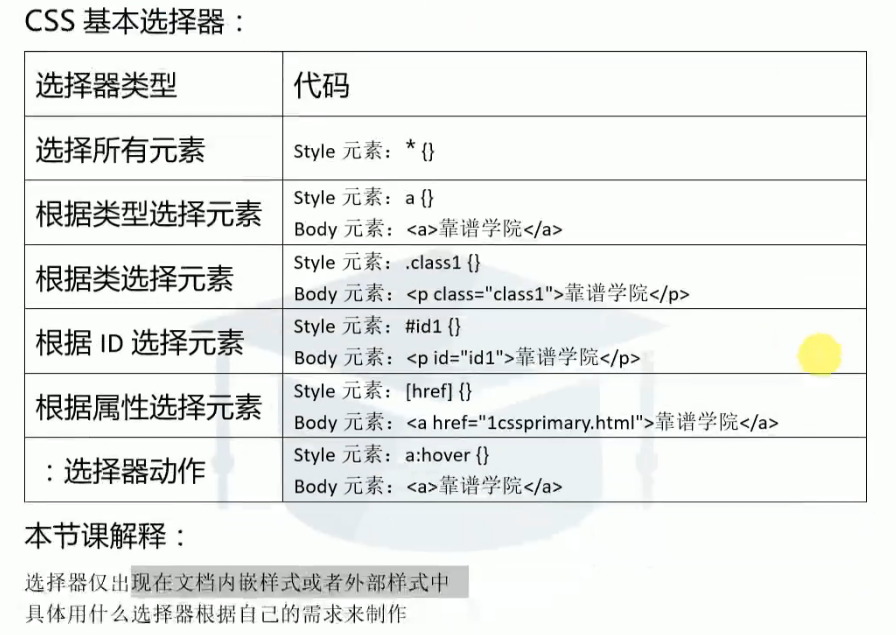 CSS 基本选择器：
选择器类型
代码
选择所有元素
Style 元素：* {}
根据类型选择元素
Style 元素：a {}
Body 元素：<a>靠谱学院</a>
根据类选择元素
Style 元素：.class1 {}
Body 元素：<p class="class1">靠谱学院</p>
根据 ID 选择元素
Style 元素：#id1 {}
Body 元素：<p id="id1">靠谱学院</p>
根据属性选择元素
Style 元素：[href] {}
Body 元素：<a href="1cssprimary.html">靠谱学院</a>
：选择器动作
Style 元素：a:hover {}
Body 元素：<a>靠谱学院</a>
本节课解释：
选择器仅出现在文档内嵌样式或者外部样式中
具体用什么选择器根据自己的需求来制作